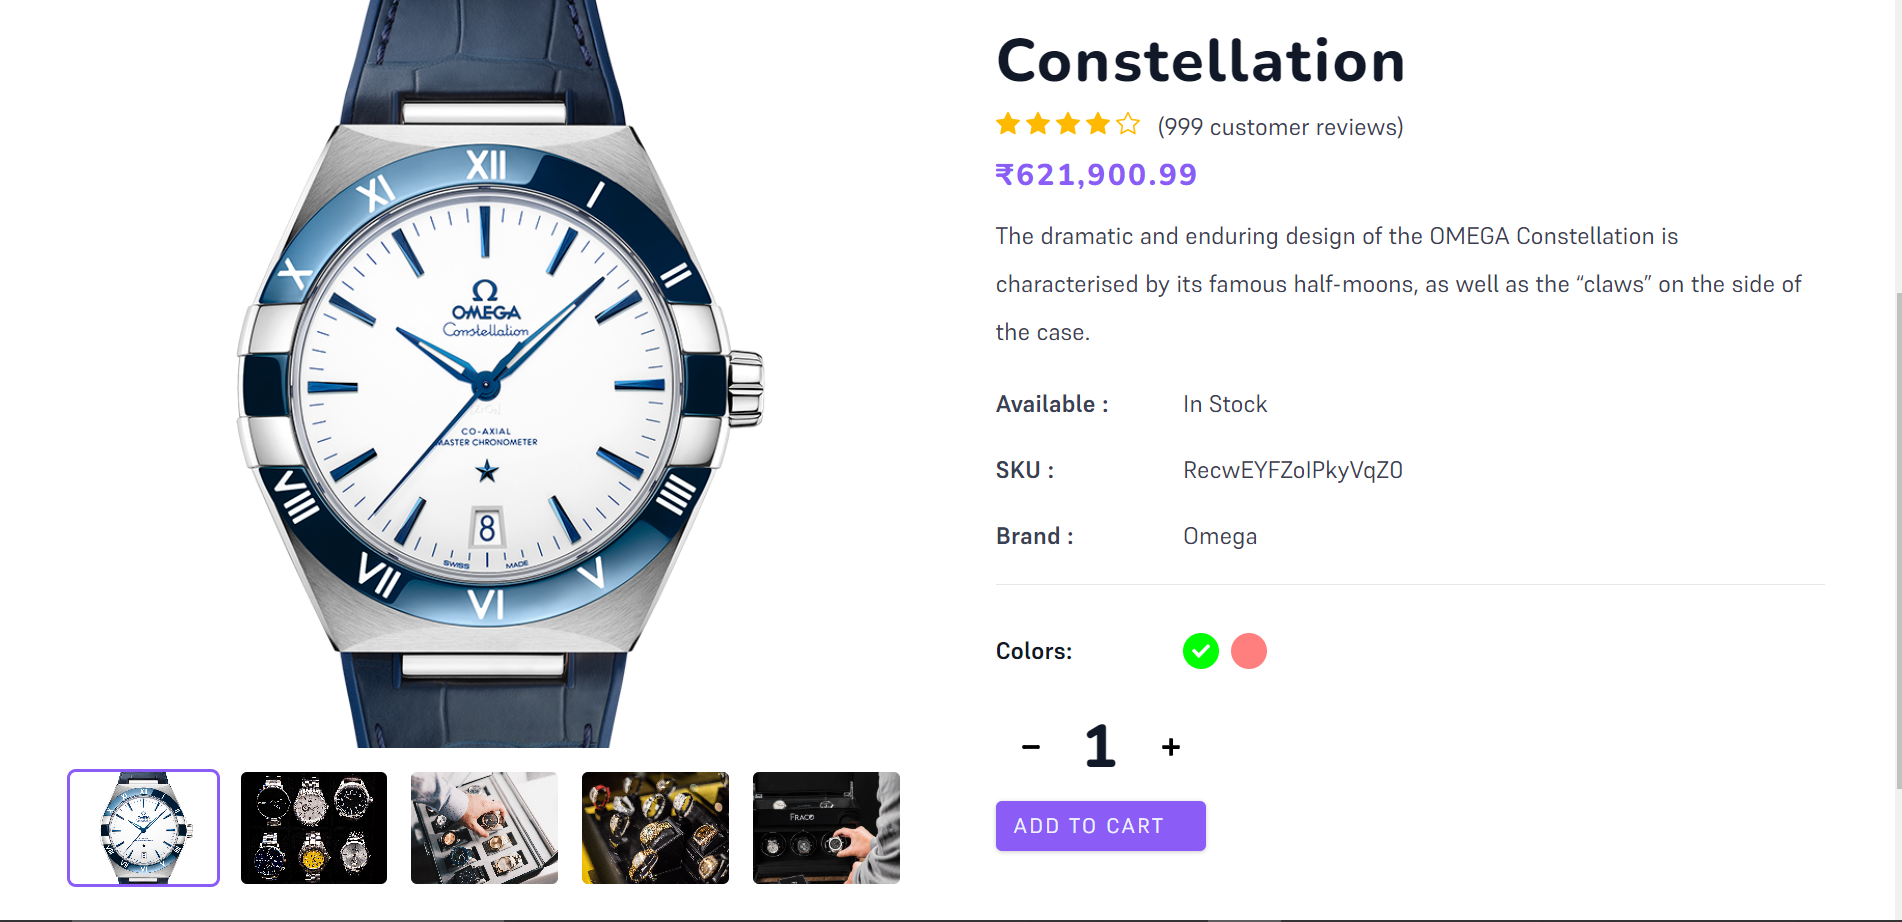 Constellation
(999 customer reviews)
₹621,900.99
The dramatic and enduring design of the OMEGA Constellation is
characterised by its famous half-moons, as well as the “claws” on the side of
the case.
Available : In Stock
SKU : RecwEYFZoIPkyVqZ0
Brand : Omega
Colors:
− 1 +
ADD TO CART
XII
I
II
IIII
V
VI
VII
VIII
X
XI
Ω
OMEGA
Constellation
CO-AXIAL
MASTER CHRONOMETER
8
SWISS MADE